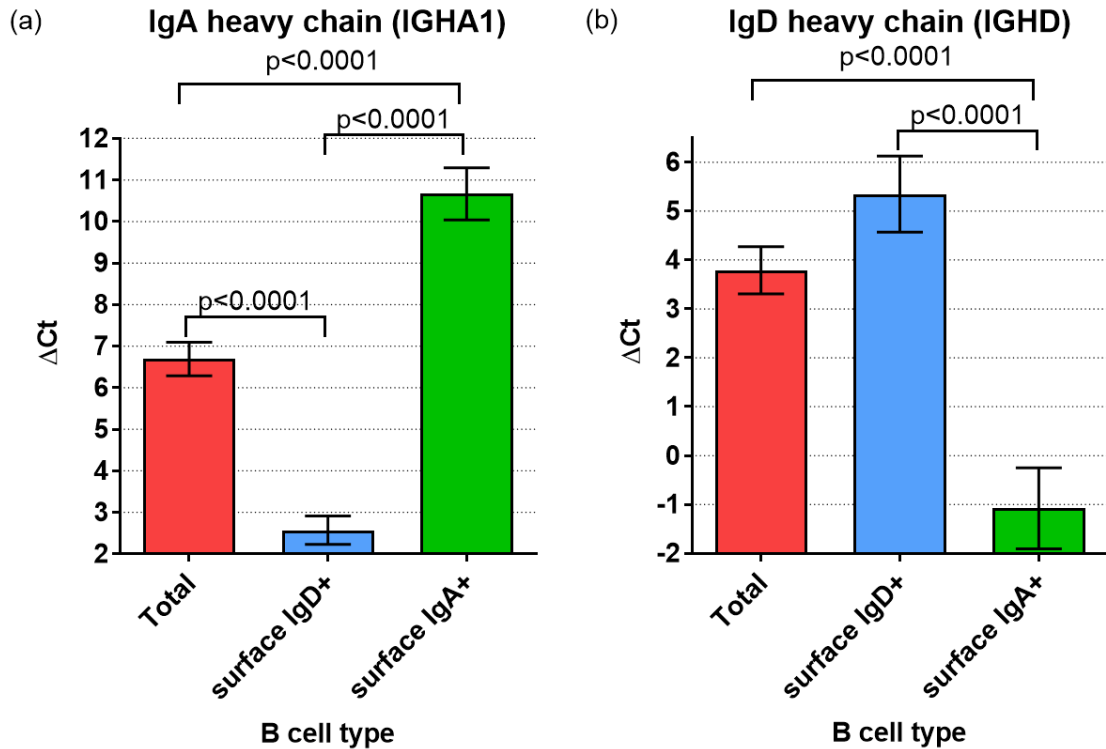 (a)
IgA heavy chain (IGHA1)
p<0.0001
p<0.0001
p<0.0001
ΔCt
12
11
10
9
8
7
6
5
4
3
2
Total
surface IgD+
surface IgA+
B cell type
(b)
IgD heavy chain (IGHD)
p<0.0001
p<0.0001
ΔCt
6
5
4
3
2
1
0
-1
-2
Total
surface IgD+
surface IgA+
B cell type